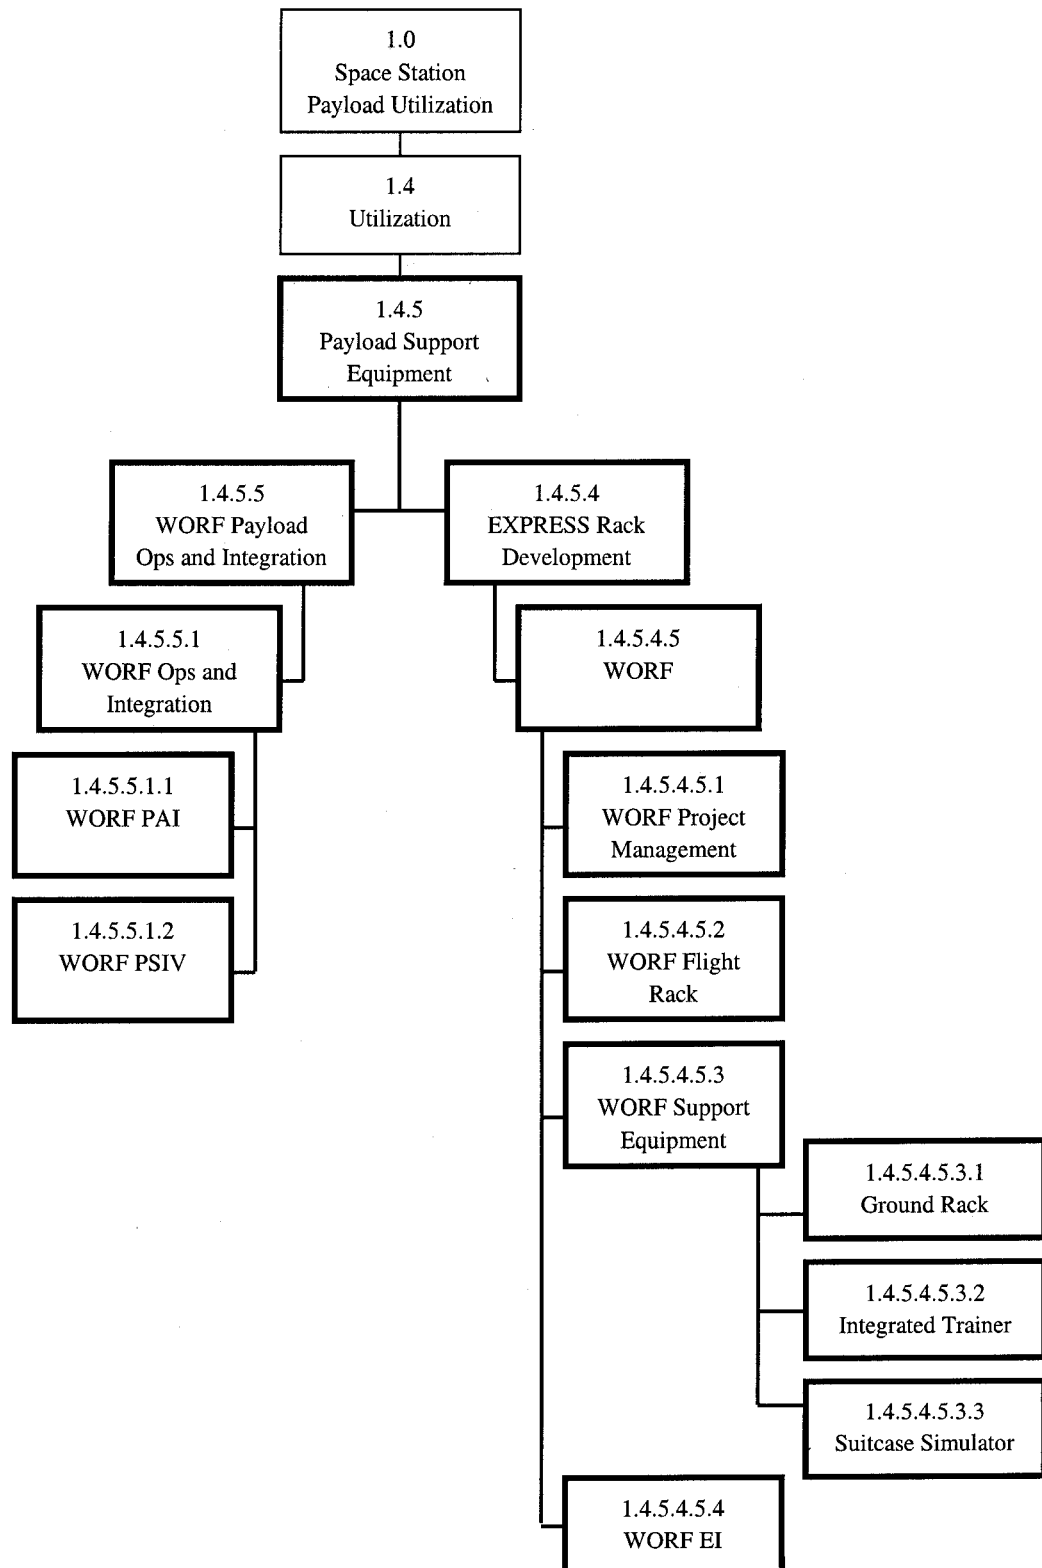 1.0
Space Station
Payload Utilization
1.4
Utilization
1.4.5
Payload Support
Equipment
1.4.5.5
WORF Payload
Ops and Integration
1.4.5.4
EXPRESS Rack
Development
1.4.5.5.1
WORF Ops and
Integration
1.4.5.4.5
WORF
1.4.5.5.1.1
WORF PAI
1.4.5.4.5.1
WORF Project
Management
1.4.5.5.1.2
WORF PSIV
1.4.5.4.5.2
WORF Flight
Rack
1.4.5.4.5.3
WORF Support
Equipment
1.4.5.4.5.3.1
Ground Rack
1.4.5.4.5.3.2
Integrated Trainer
1.4.5.4.5.3.3
Suitcase Simulator
1.4.5.4.5.4
WORF EI